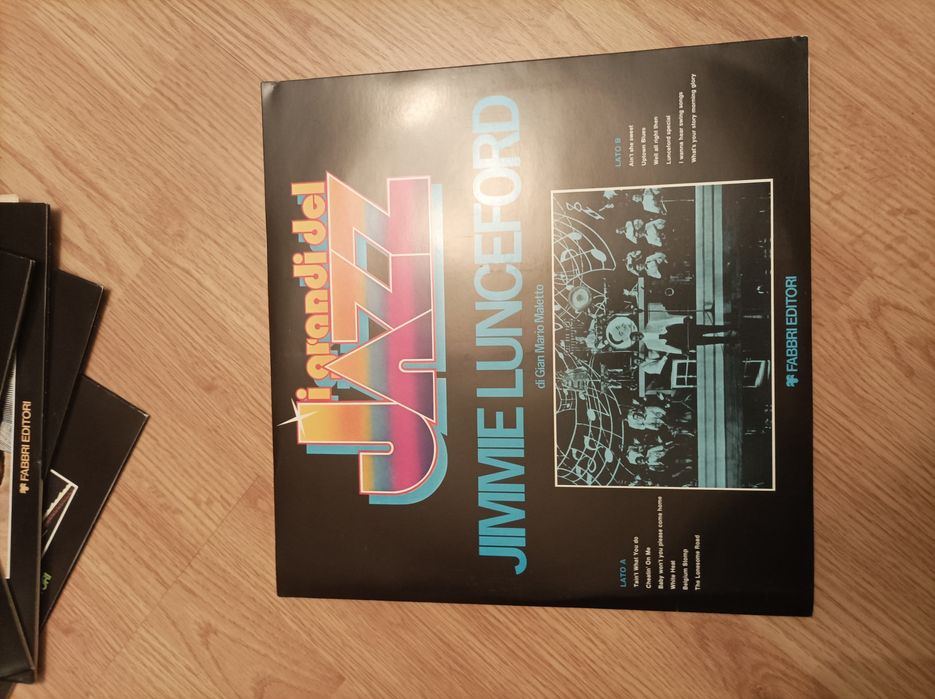 i grandi del
JAZZ
JIMMIE LUNCEFORD
di Gian Mario Maletto
LATO A
Tain't What You do
Cheatin' On Me
Baby won't you please come home
White Heat
Belgium Stomp
The Lonesome Road
LATO B
Ain't she sweet
Uptown Blues
Well all right then
Lunceford special
I wanna hear swing songs
What's your story morning glory
FABBRI EDITORI
FABBRI EDITORI